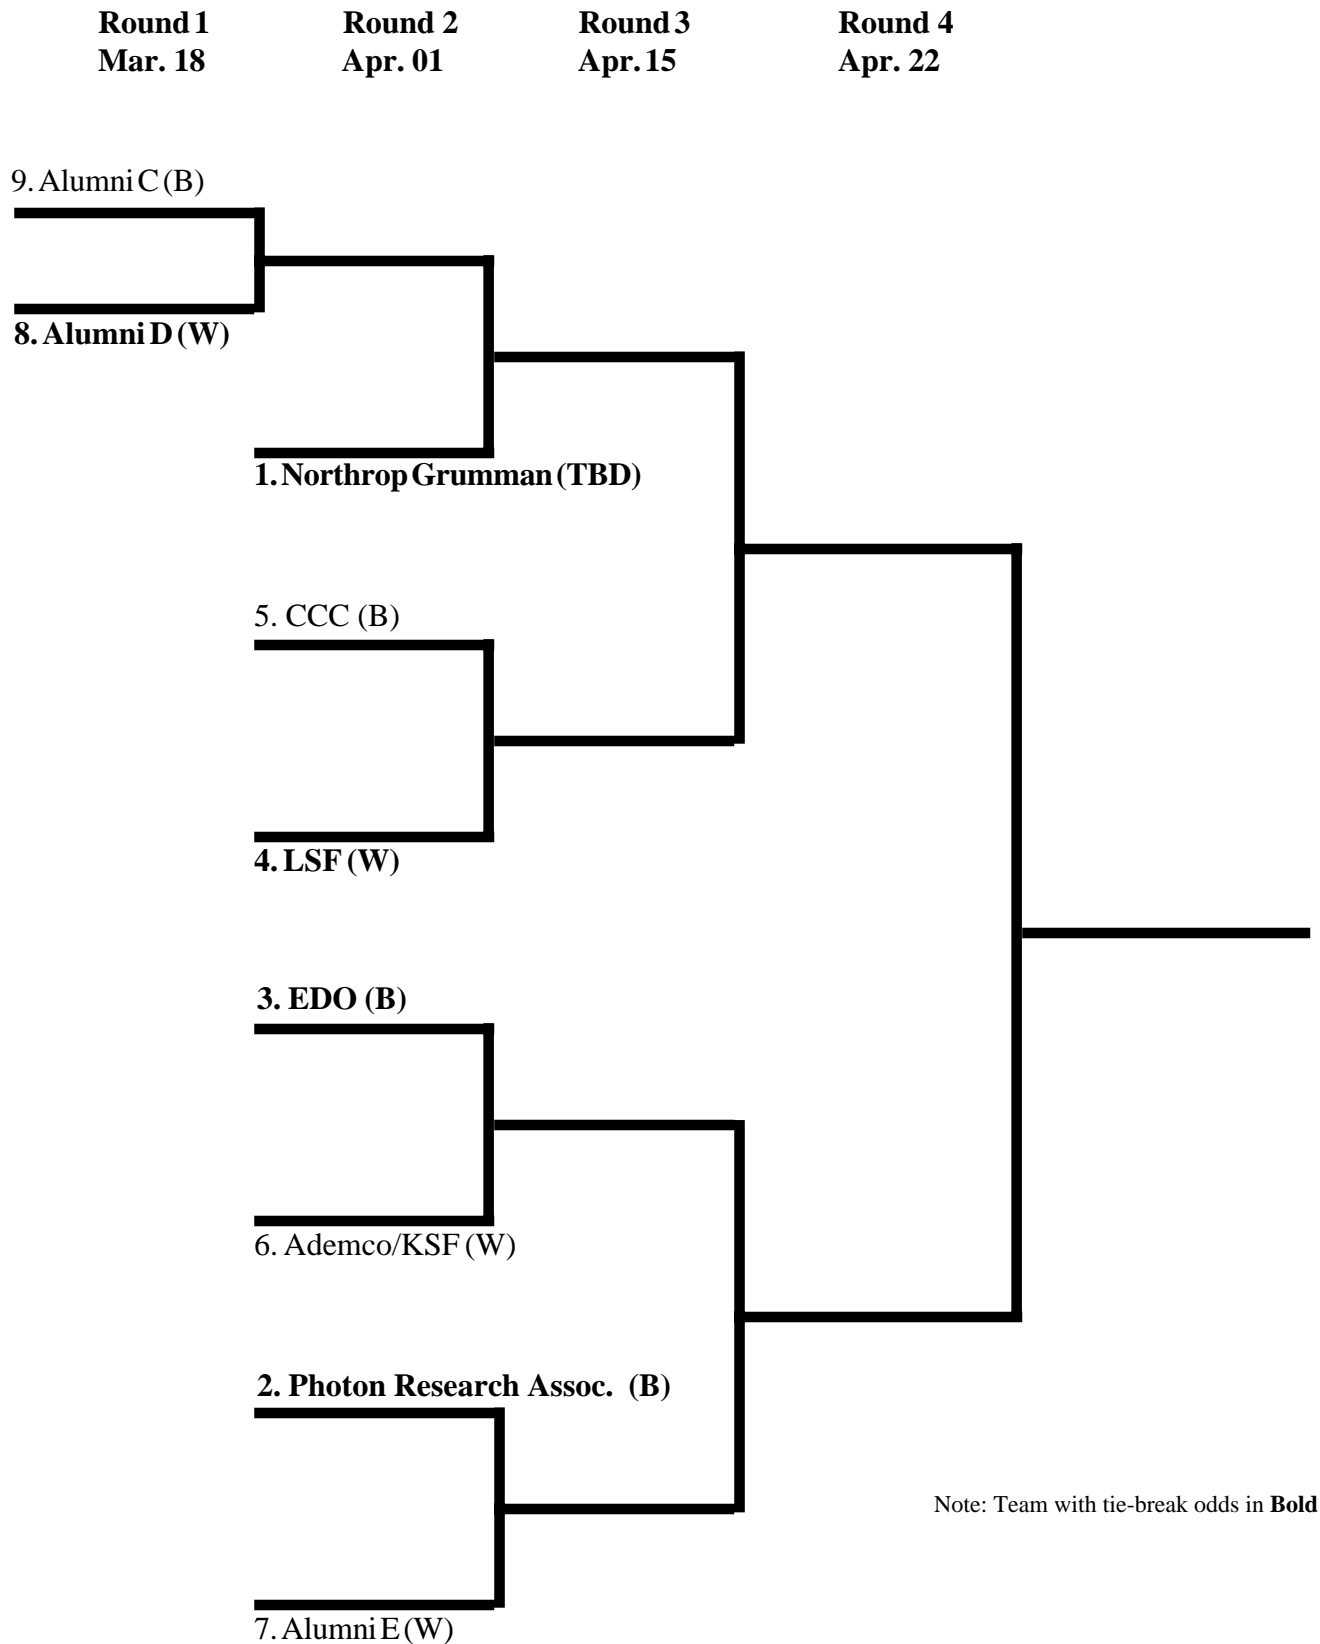 Round 1 Round 2 Round 3 Round 4
Mar. 18 Apr. 01 Apr. 15 Apr. 22
9. Alumni C (B)
8. Alumni D (W)
1. Northrop Grumman (TBD)
5. CCC (B)
4. LSF (W)
3. EDO (B)
6. Ademco/KSF (W)
2. Photon Research Assoc. (B)
Note: Team with tie-break odds in Bold
7. Alumni E (W)